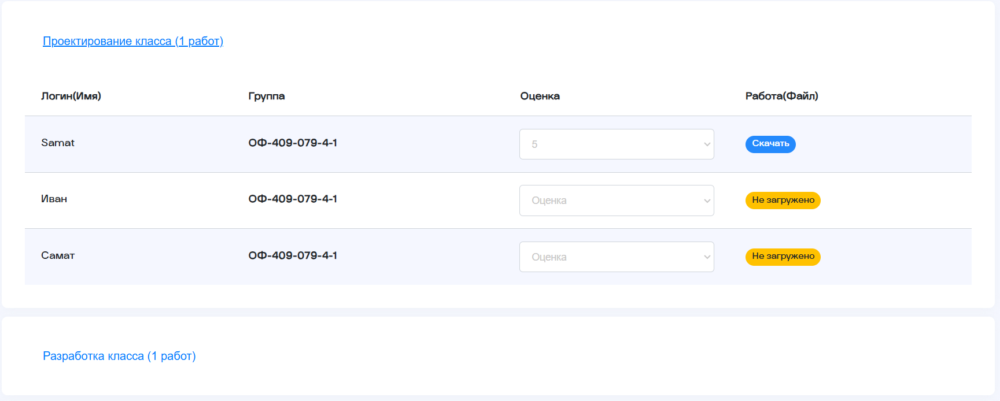 Проектирование класса (1 работ)
Логин(Имя) Группа Оценка Работа(Файл)
Samat ОФ-409-079-4-1 5 Скачать
Иван ОФ-409-079-4-1 Оценка Не загружено
Самат ОФ-409-079-4-1 Оценка Не загружено
Разработка класса (1 работ)